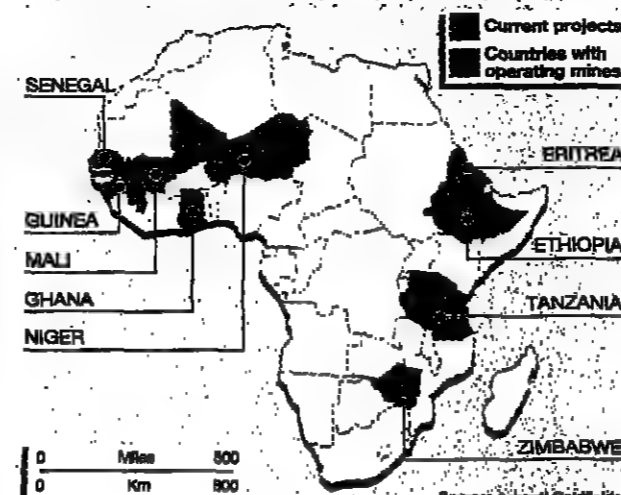 Current projects
Countries with
operating mines
SENEGAL
ERITREA
GUINEA
ETHIOPIA
MALI
GHANA
TANZANIA
NIGER
ZIMBABWE
0 Miles 500
0 Km 800